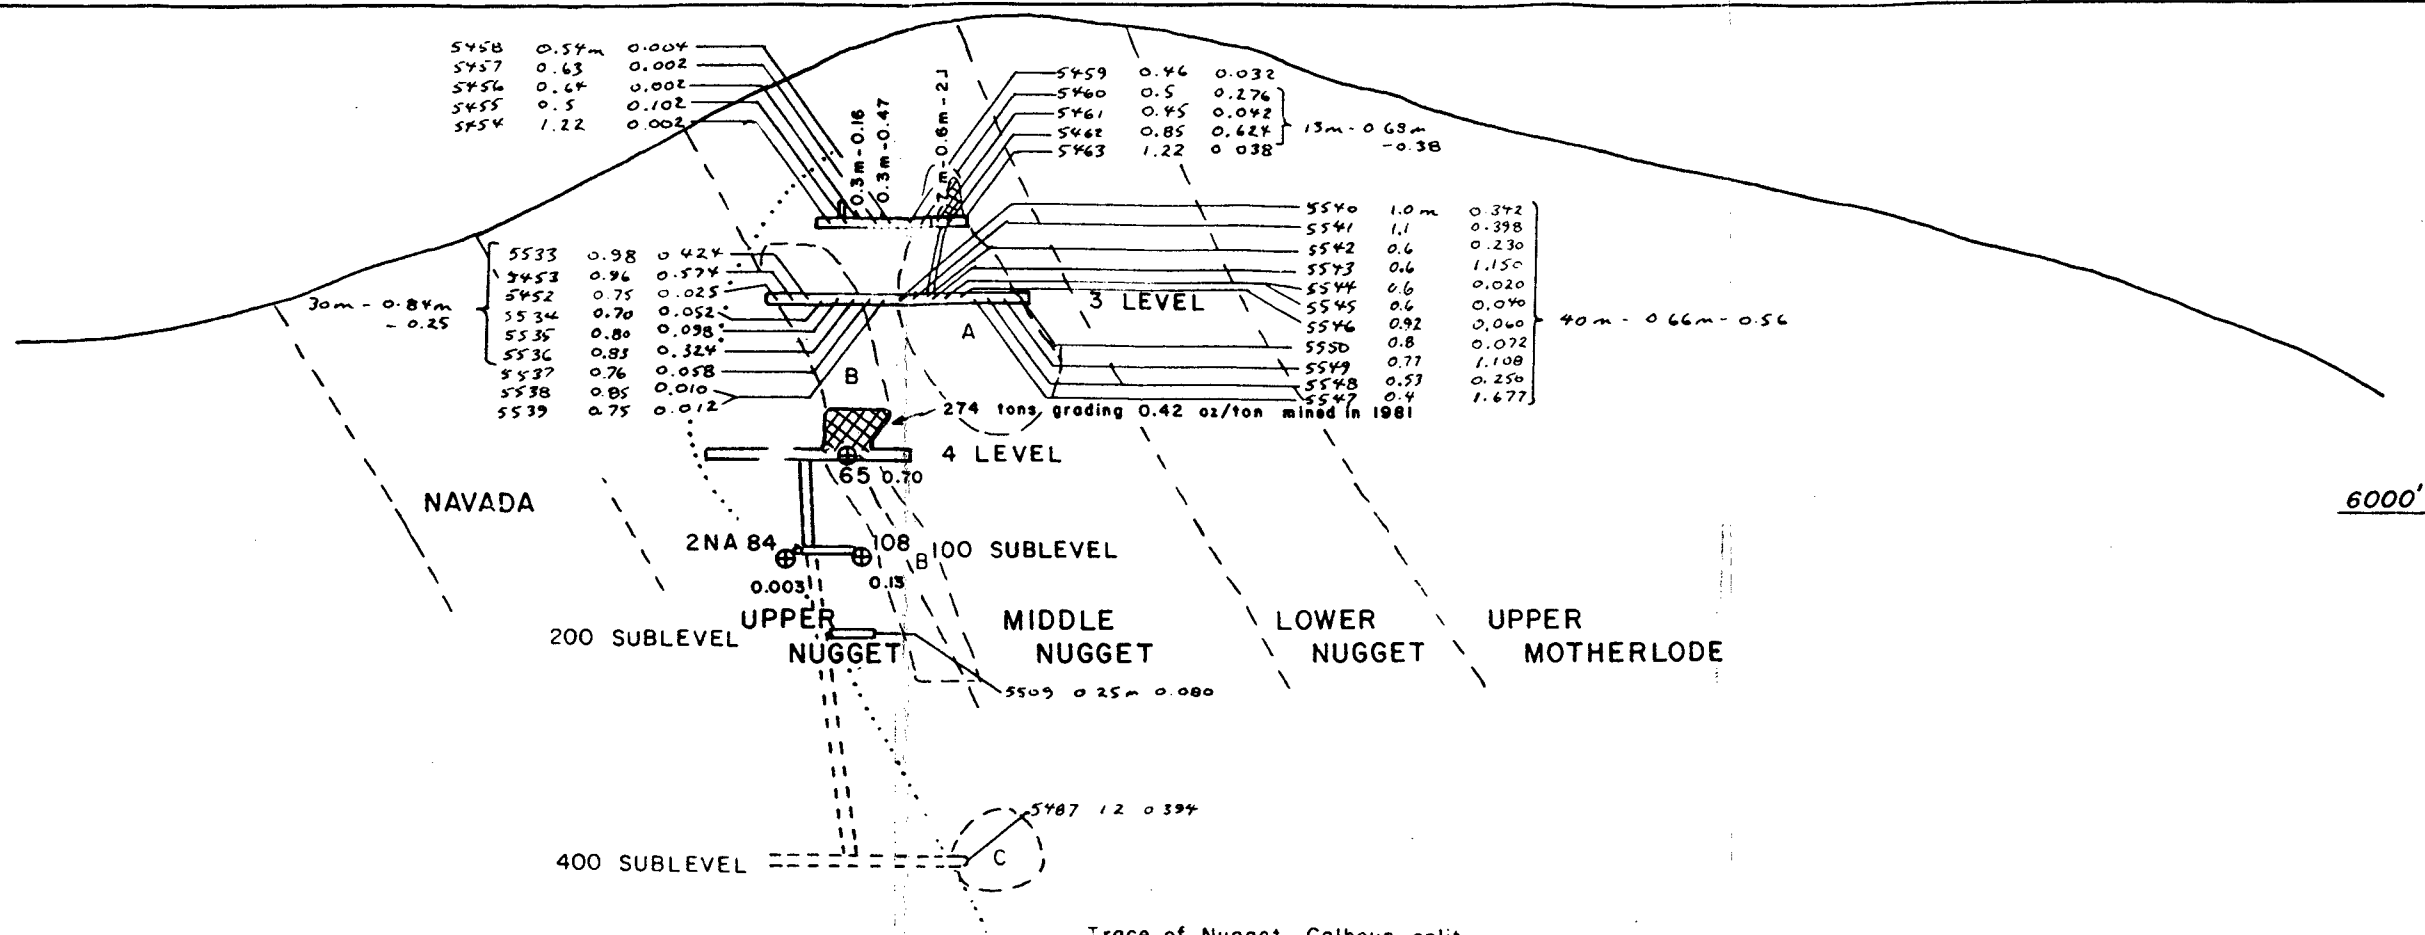 5458 0.54m 0.004
5457 0.63 0.002
5456 0.64 0.002
5455 0.5 0.102
5454 1.22 0.002
0.3m-0.16
0.3m-0.47
m-0.6m-2
5459 0.46 0.032
5460 0.5 0.276
5461 0.45 0.042
5462 0.85 0.624
5463 1.22 0 038
13m - 0 68m
-0.38
5533 0.98 0 424
5453 0.96 0.574
5452 0.75 0.025
5534 0.70 0.052
5535 0.80 0.098
5536 0.83 0.324
5537 0.76 0.058
5538 0.85 0.010
5539 0.75 0.012
30m - 0.84m
- 0.25
5540 1.0 m 0.342
5541 1.1 0.398
5542 0.6 0.230
5543 0.6 1.150
5544 0.6 0.020
5545 0.6 0.040
5546 0.92 0.060
5550 0.8 0.072
5549 0.77 1.108
5548 0.53 0.250
5547 0.4 1.677
40m - 0 66m - 0.56
3 LEVEL
A
B
274 tons grading 0.42 oz/ton mined in 1981
4 LEVEL
65 0.70
NAVADA
6000'
2NA 84
108
100 SUBLEVEL
B
0.003
0.13
200 SUBLEVEL
UPPER
NUGGET
MIDDLE
NUGGET
LOWER
NUGGET
UPPER
MOTHERLODE
5509 0 25m 0.080
5487 1 2 0 394
400 SUBLEVEL
C
Trace of Nugget Calhoun split